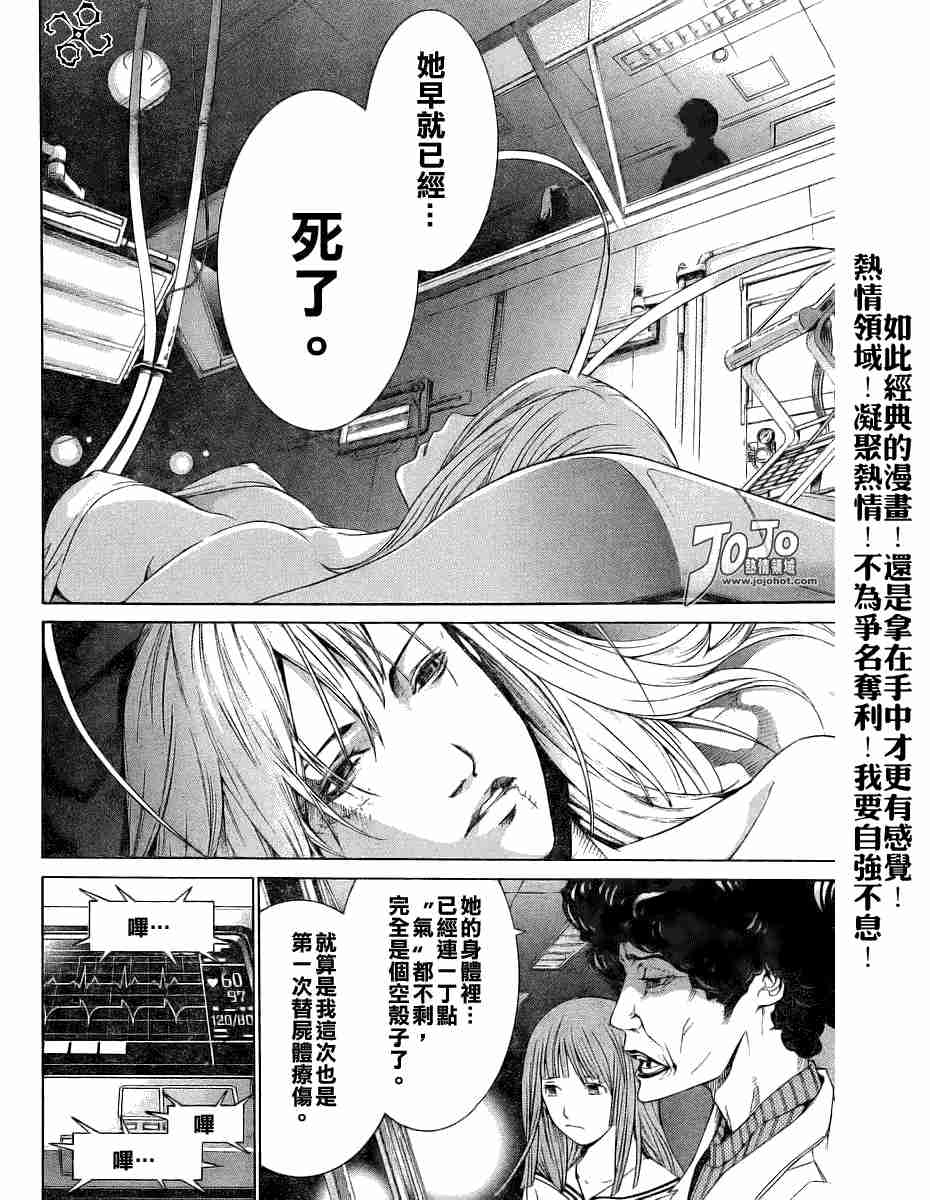 她早就已經…
死了。
JOJO
熱情領域
www.jojohot.com
她的身體裡…
已經連一丁點
〝氣〞都不剩，
完全是個空殼子了。
就算是我這次也是
第一次替屍體療傷。
嗶…
60
97
120/80
嗶
嗶…
如此經典的漫畫！還是拿在手中才更有感覺！
熱情領域！凝聚熱情！不為爭名奪利！我要自強不息！